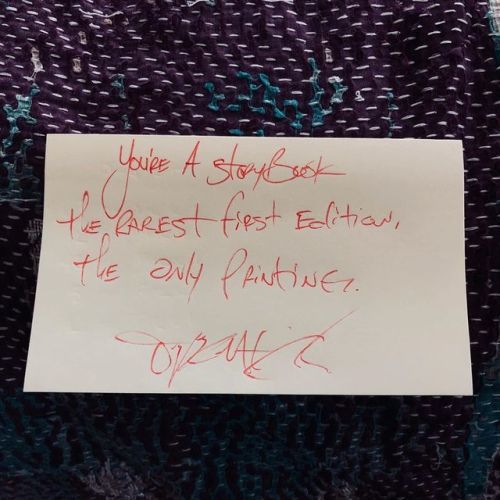 You're A StoryBook
the RAREST first Edition,
the only Printing.